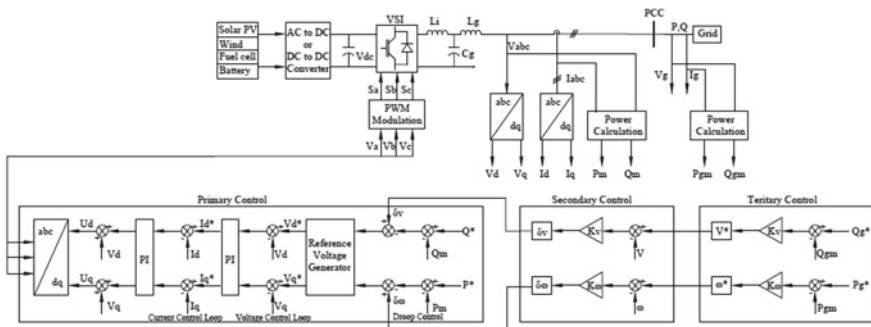 Solar PV
Wind
Fuel cell
Battery
AC to DC
or
DC to DC
Converter
Vdc
VSI
Li
Lg
Cg
Vabc
Iabc
PCC
P,Q
Grid
Vg
Ig
Sa
Sb
Sc
PWM
Modulation
Va
Vb
Vc
abc
dq
abc
dq
Power
Calculation
Power
Calculation
Vd
Vq
Id
Iq
Pm
Qm
Pgm
Qgm
Primary Control
abc
dq
Ud
Vd
PI
Id*
Id
PI
Vd*
Vd
Reference
Voltage
Generator
δv
Q*
Qm
Uq
Vq
Iq*
Iq
Vq*
Vq
δω
P*
Pm
Current Control Loop
Voltage Control Loop
Droop Control
Secondary Control
δv
Kv
V
δω
Kω
ω
Teritary Control
V*
Kv
Qg*
Qgm
ω*
Kω
Pg*
Pgm